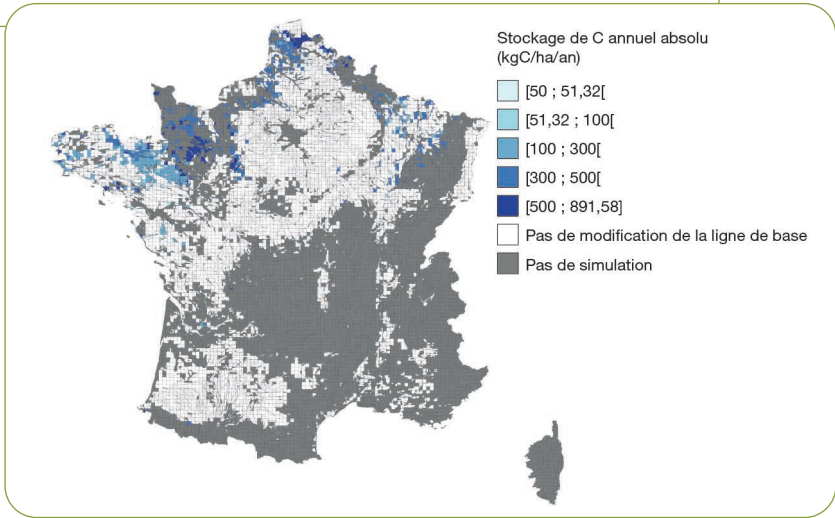 Stockage de C annuel absolu
(kgC/ha/an)
[50 ; 51,32[
[51,32 ; 100[
[100 ; 300[
[300 ; 500[
[500 ; 891,58]
Pas de modification de la ligne de base
Pas de simulation